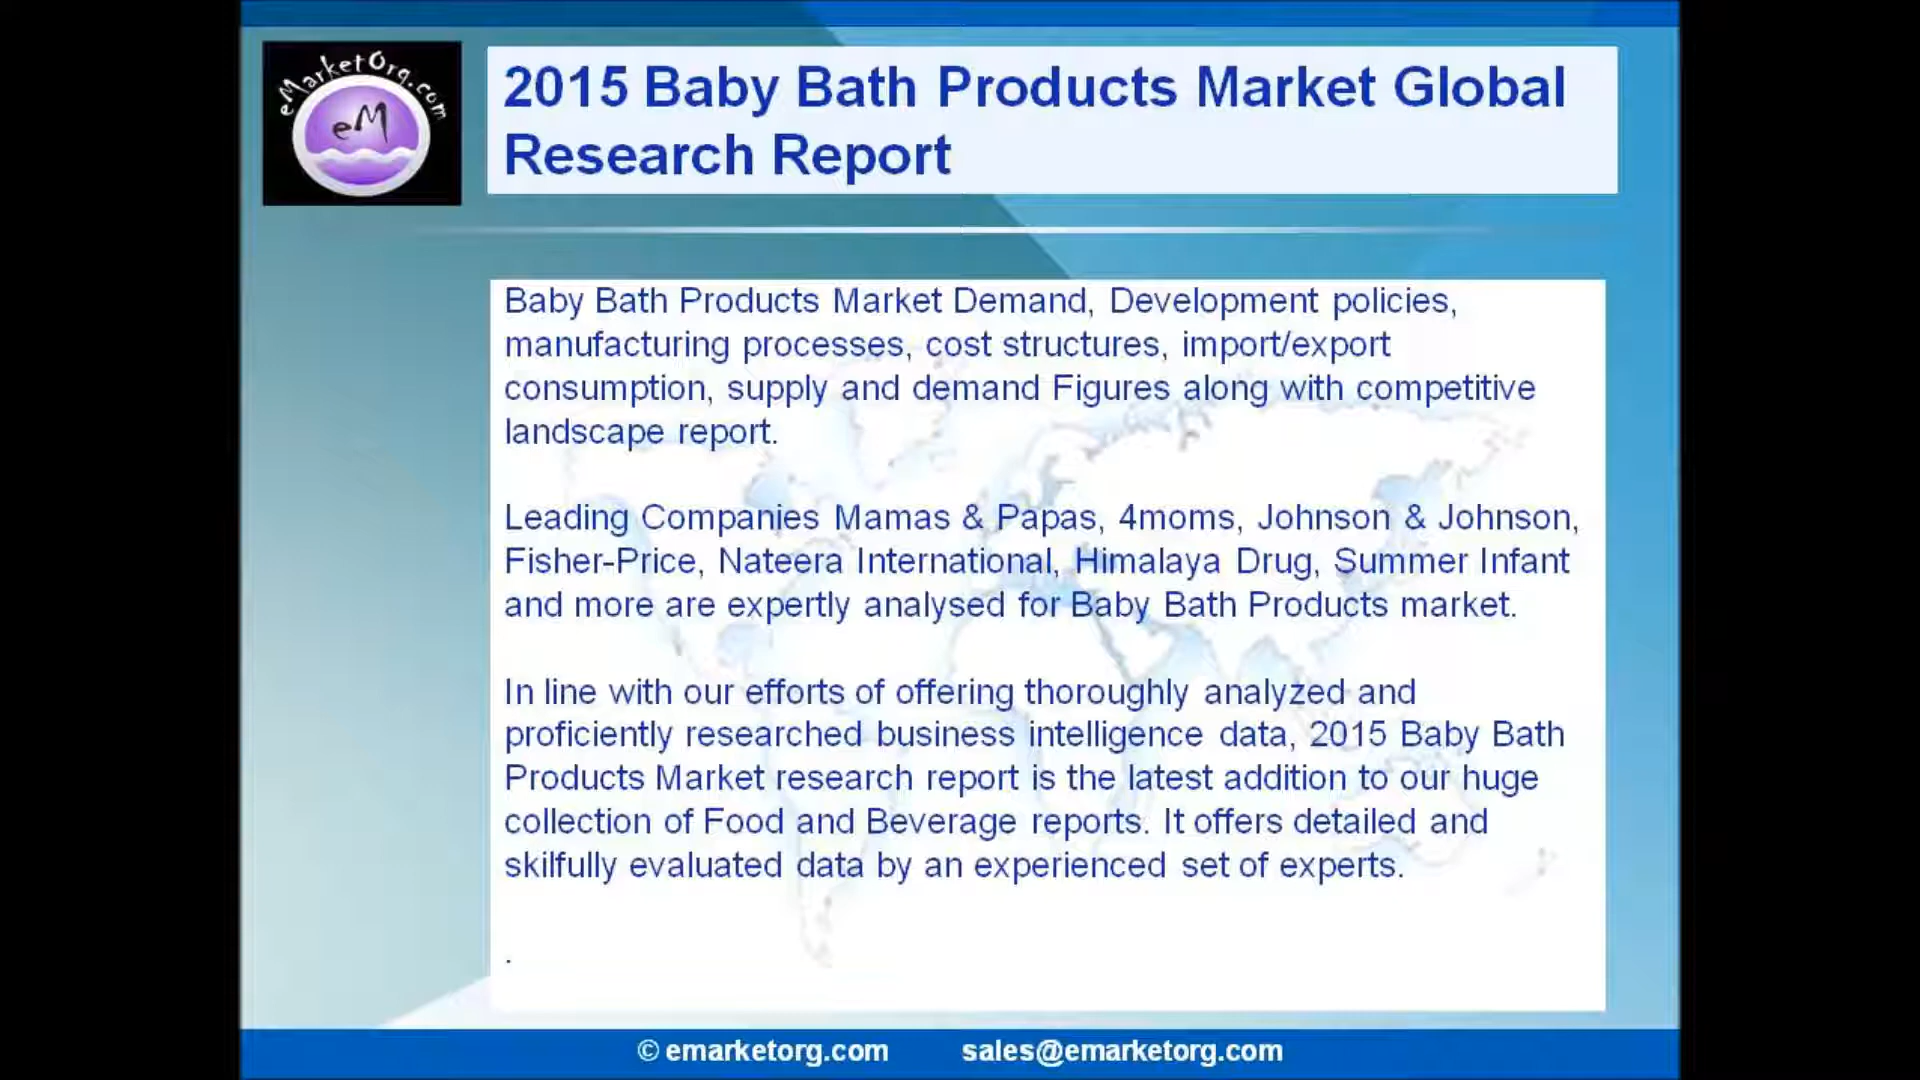 eMarketOrg.com
eM
2015 Baby Bath Products Market Global
Research Report
Baby Bath Products Market Demand, Development policies,
manufacturing processes, cost structures, import/export
consumption, supply and demand Figures along with competitive
landscape report.
Leading Companies Mamas & Papas, 4moms, Johnson & Johnson,
Fisher-Price, Nateera International, Himalaya Drug, Summer Infant
and more are expertly analysed for Baby Bath Products market.
In line with our efforts of offering thoroughly analyzed and
proficiently researched business intelligence data, 2015 Baby Bath
Products Market research report is the latest addition to our huge
collection of Food and Beverage reports. It offers detailed and
skilfully evaluated data by an experienced set of experts.
.
© emarketorg.com sales@emarketorg.com